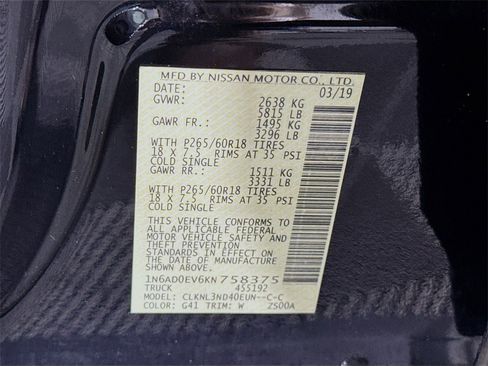 MFD BY NISSAN MOTOR CO., LTD.
DATE: 03/19
GVWR: 2638 KG
5815 LB
GAWR FR.: 1495 KG
3296 LB
WITH P265/60R18 TIRES
18 X 7.5 RIMS AT 35 PSI
COLD SINGLE
GAWR RR.: 1511 KG
3331 LB
WITH P265/60R18 TIRES
18 X 7.5 RIMS AT 35 PSI
COLD SINGLE
THIS VEHICLE CONFORMS TO
ALL APPLICABLE FEDERAL
MOTOR VEHICLE SAFETY AND
THEFT PREVENTION
STANDARDS IN EFFECT ON
THE DATE OF MANUFACTURE
SHOWN ABOVE.
1N6AD0EV6KN758375
TRUCK 455192
MODEL: CLKNL3ND40EUN--C-C
COLOR: G41 TRIM: W 2S00A